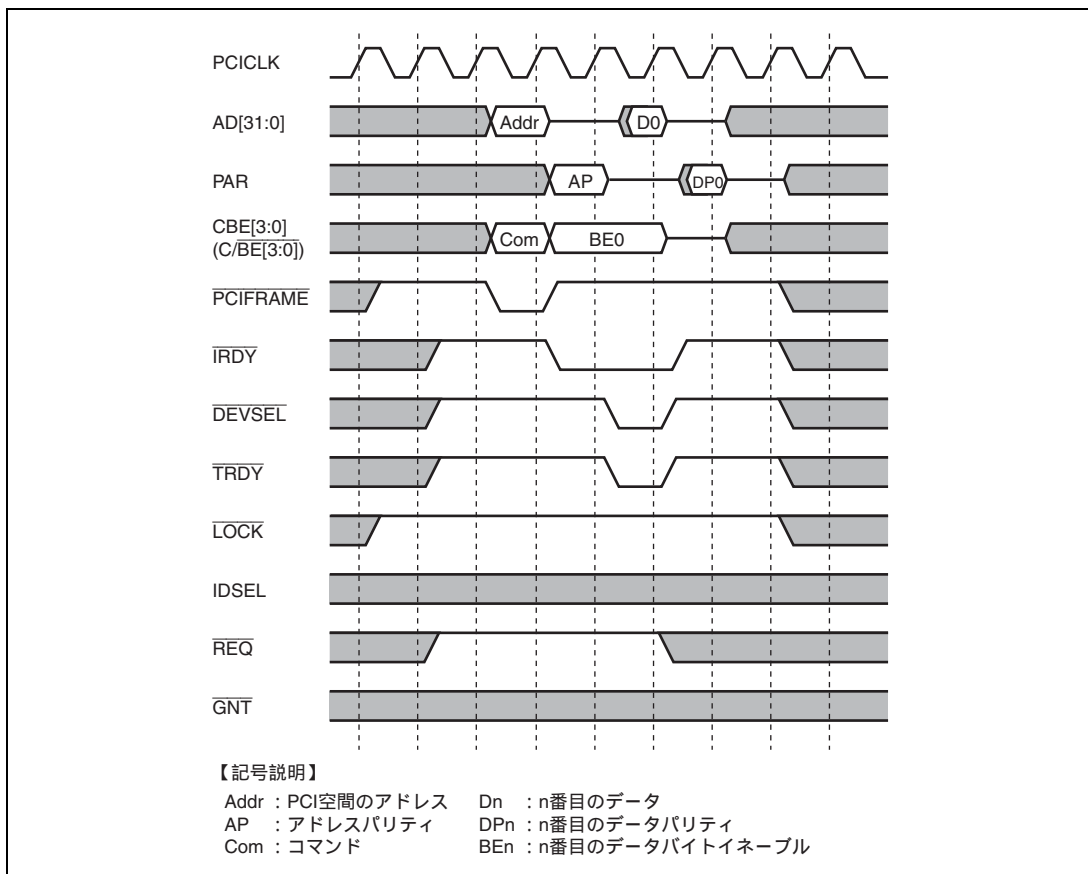 PCICLK
AD[31:0]
Addr
D0
PAR
AP
DP0
CBE[3:0]
(C/BE[3:0])
Com
BE0
PCIFRAME
IRDY
DEVSEL
TRDY
LOCK
IDSEL
REQ
GNT
【記号説明】
Addr ：PCI空間のアドレス Dn ：n番目のデータ
AP ：アドレスパリティ DPn ：n番目のデータパリティ
Com ：コマンド BEn ：n番目のデータバイトイネーブル